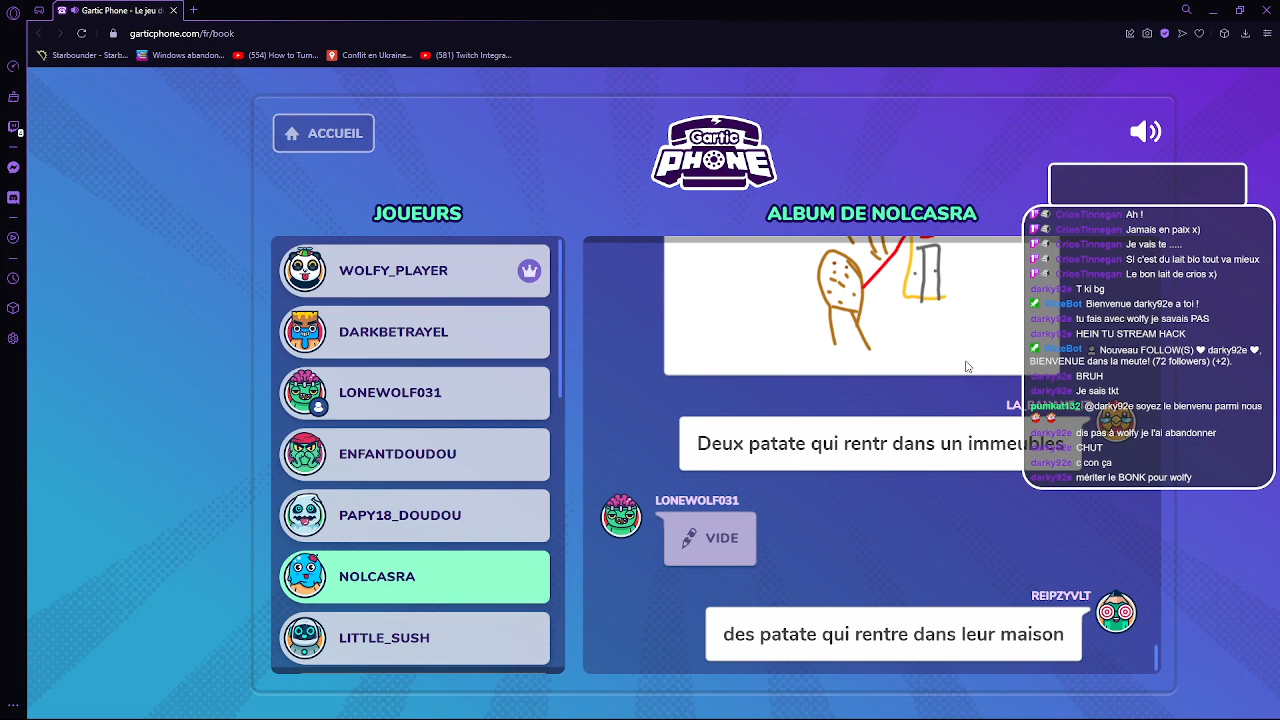 Gartic Phone - Le jeu d
garticphone.com/fr/book
Starbounder - Starb...
Windows abandon...
(554) How to Turn...
Conflit en Ukraine...
(581) Twitch Integra...
ACCUEIL
Gartic
PHONE
JOUEURS
WOLFY_PLAYER
DARKBETRAYEL
LONEWOLF031
ENFANTDOUDOU
PAPY18_DOUDOU
NOLCASRA
LITTLE_SUSH
ALBUM DE NOLCASRA
Deux patate qui rentr dans un immeubles
LONEWOLF031
VIDE
REIPZYVLT
des patate qui rentre dans leur maison
CriosTinnegan Ah !
CriosTinnegan Jamais en paix x)
CriosTinnegan Je vais te .....
CriosTinnegan Si c'est du lait bio tout va mieux
CriosTinnegan Le bon lait de crios x)
darky92e T ki bg
Bienvenue darky92e a toi !
darky92e tu fais avec wolfy je savais PAS
darky92e HEIN TU STREAM HACK
Nouveau FOLLOW(S) darky92e ,
BIENVENUE dans la meute! (72 followers) (+2).
darky92e BRUH
darky92e Je sais tkt
pumkat132 @darky92e soyez le bienvenu parmi nous
darky92e dis pas à wolfy je l'ai abandonner
darky92e CHUT
darky92e c con ça
darky92e mériter le BONK pour wolfy